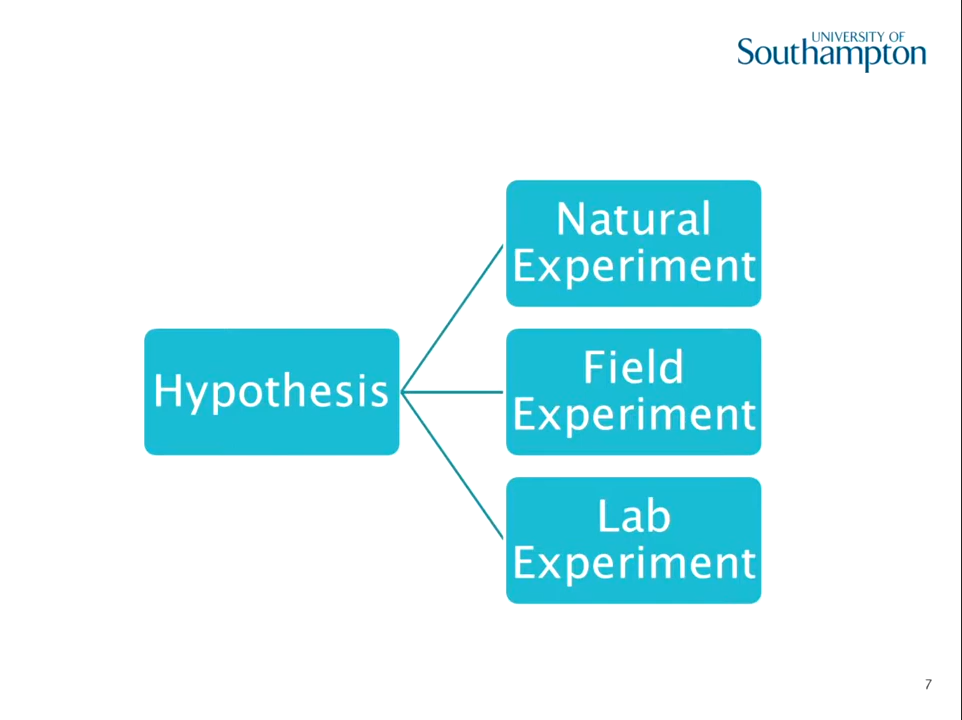 UNIVERSITY OF
Southampton
Natural
Experiment
Hypothesis
Field
Experiment
Lab
Experiment
7